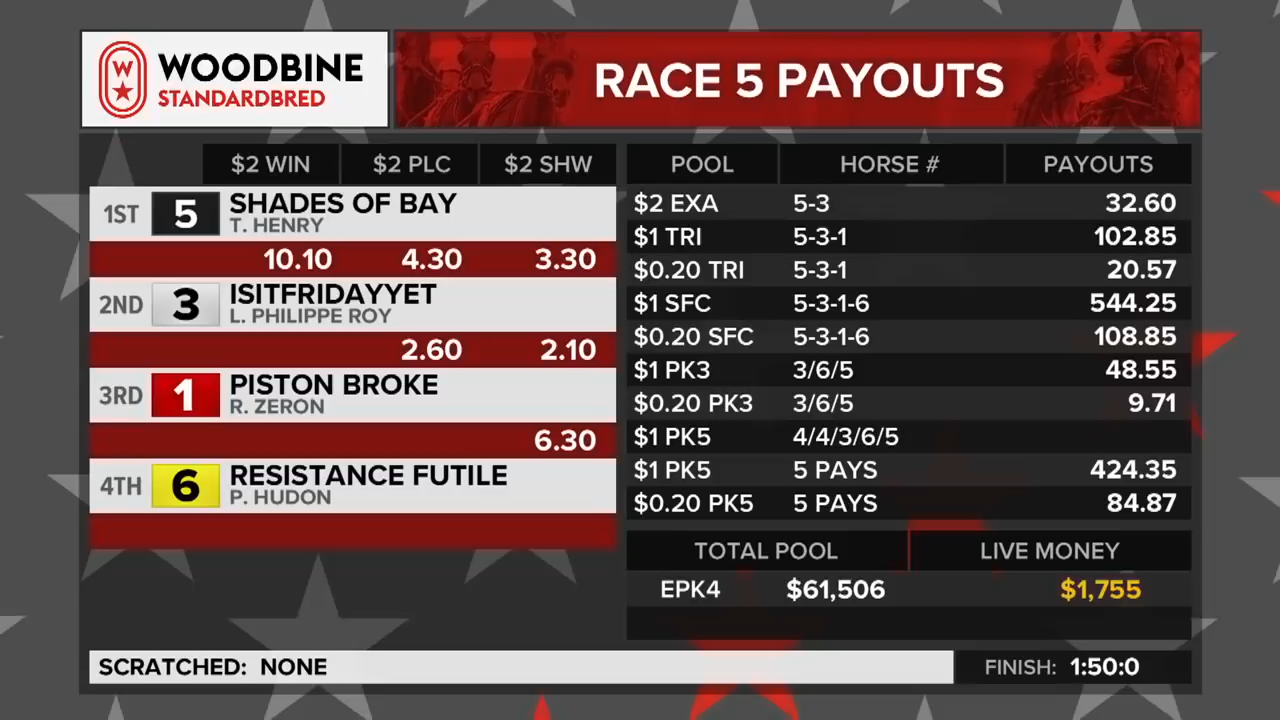 W
WOODBINE
STANDARDBRED
RACE 5 PAYOUTS
$2 WIN $2 PLC $2 SHW
1ST 5 SHADES OF BAY
T. HENRY
10.10 4.30 3.30
2ND 3 ISITFRIDAYYET
L. PHILIPPE ROY
2.60 2.10
3RD 1 PISTON BROKE
R. ZERON
6.30
4TH 6 RESISTANCE FUTILE
P. HUDON
POOL HORSE # PAYOUTS
$2 EXA 5-3 32.60
$1 TRI 5-3-1 102.85
$0.20 TRI 5-3-1 20.57
$1 SFC 5-3-1-6 544.25
$0.20 SFC 5-3-1-6 108.85
$1 PK3 3/6/5 48.55
$0.20 PK3 3/6/5 9.71
$1 PK5 4/4/3/6/5
$1 PK5 5 PAYS 424.35
$0.20 PK5 5 PAYS 84.87
TOTAL POOL LIVE MONEY
EPK4 $61,506 $1,755
SCRATCHED: NONE
FINISH: 1:50:0